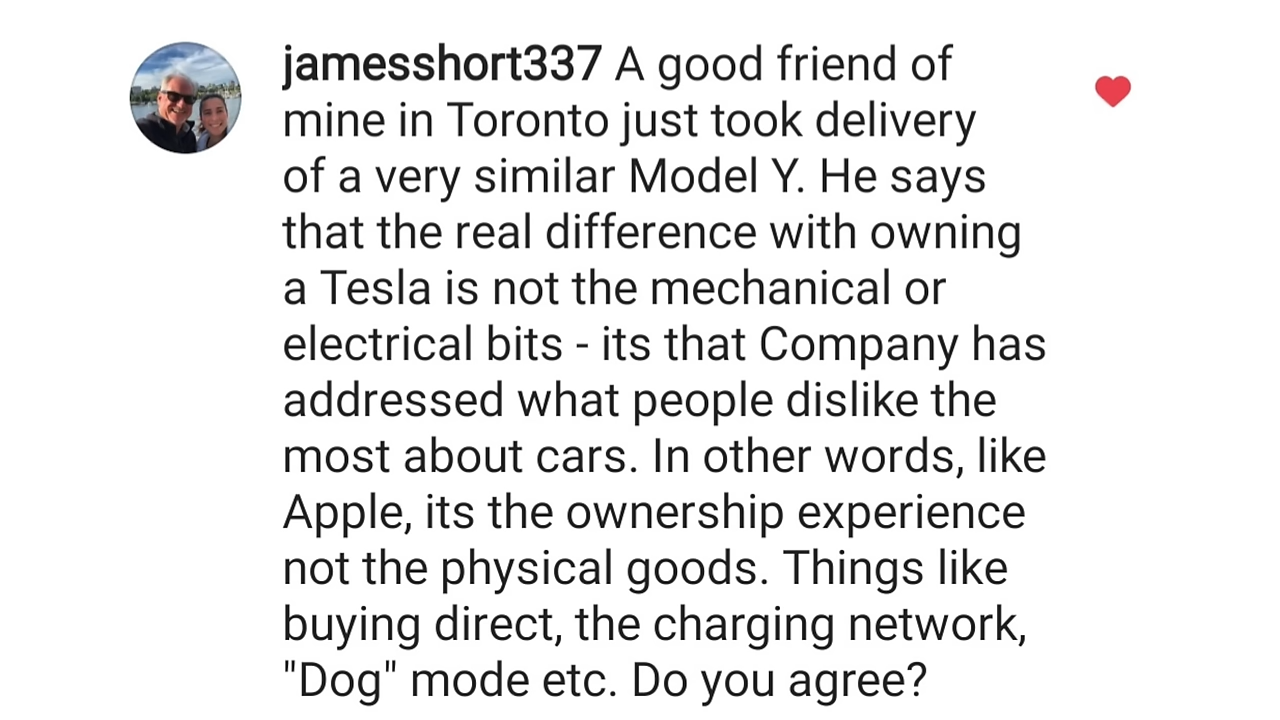 jamesshort337 A good friend of
mine in Toronto just took delivery
of a very similar Model Y. He says
that the real difference with owning
a Tesla is not the mechanical or
electrical bits - its that Company has
addressed what people dislike the
most about cars. In other words, like
Apple, its the ownership experience
not the physical goods. Things like
buying direct, the charging network,
"Dog" mode etc. Do you agree?